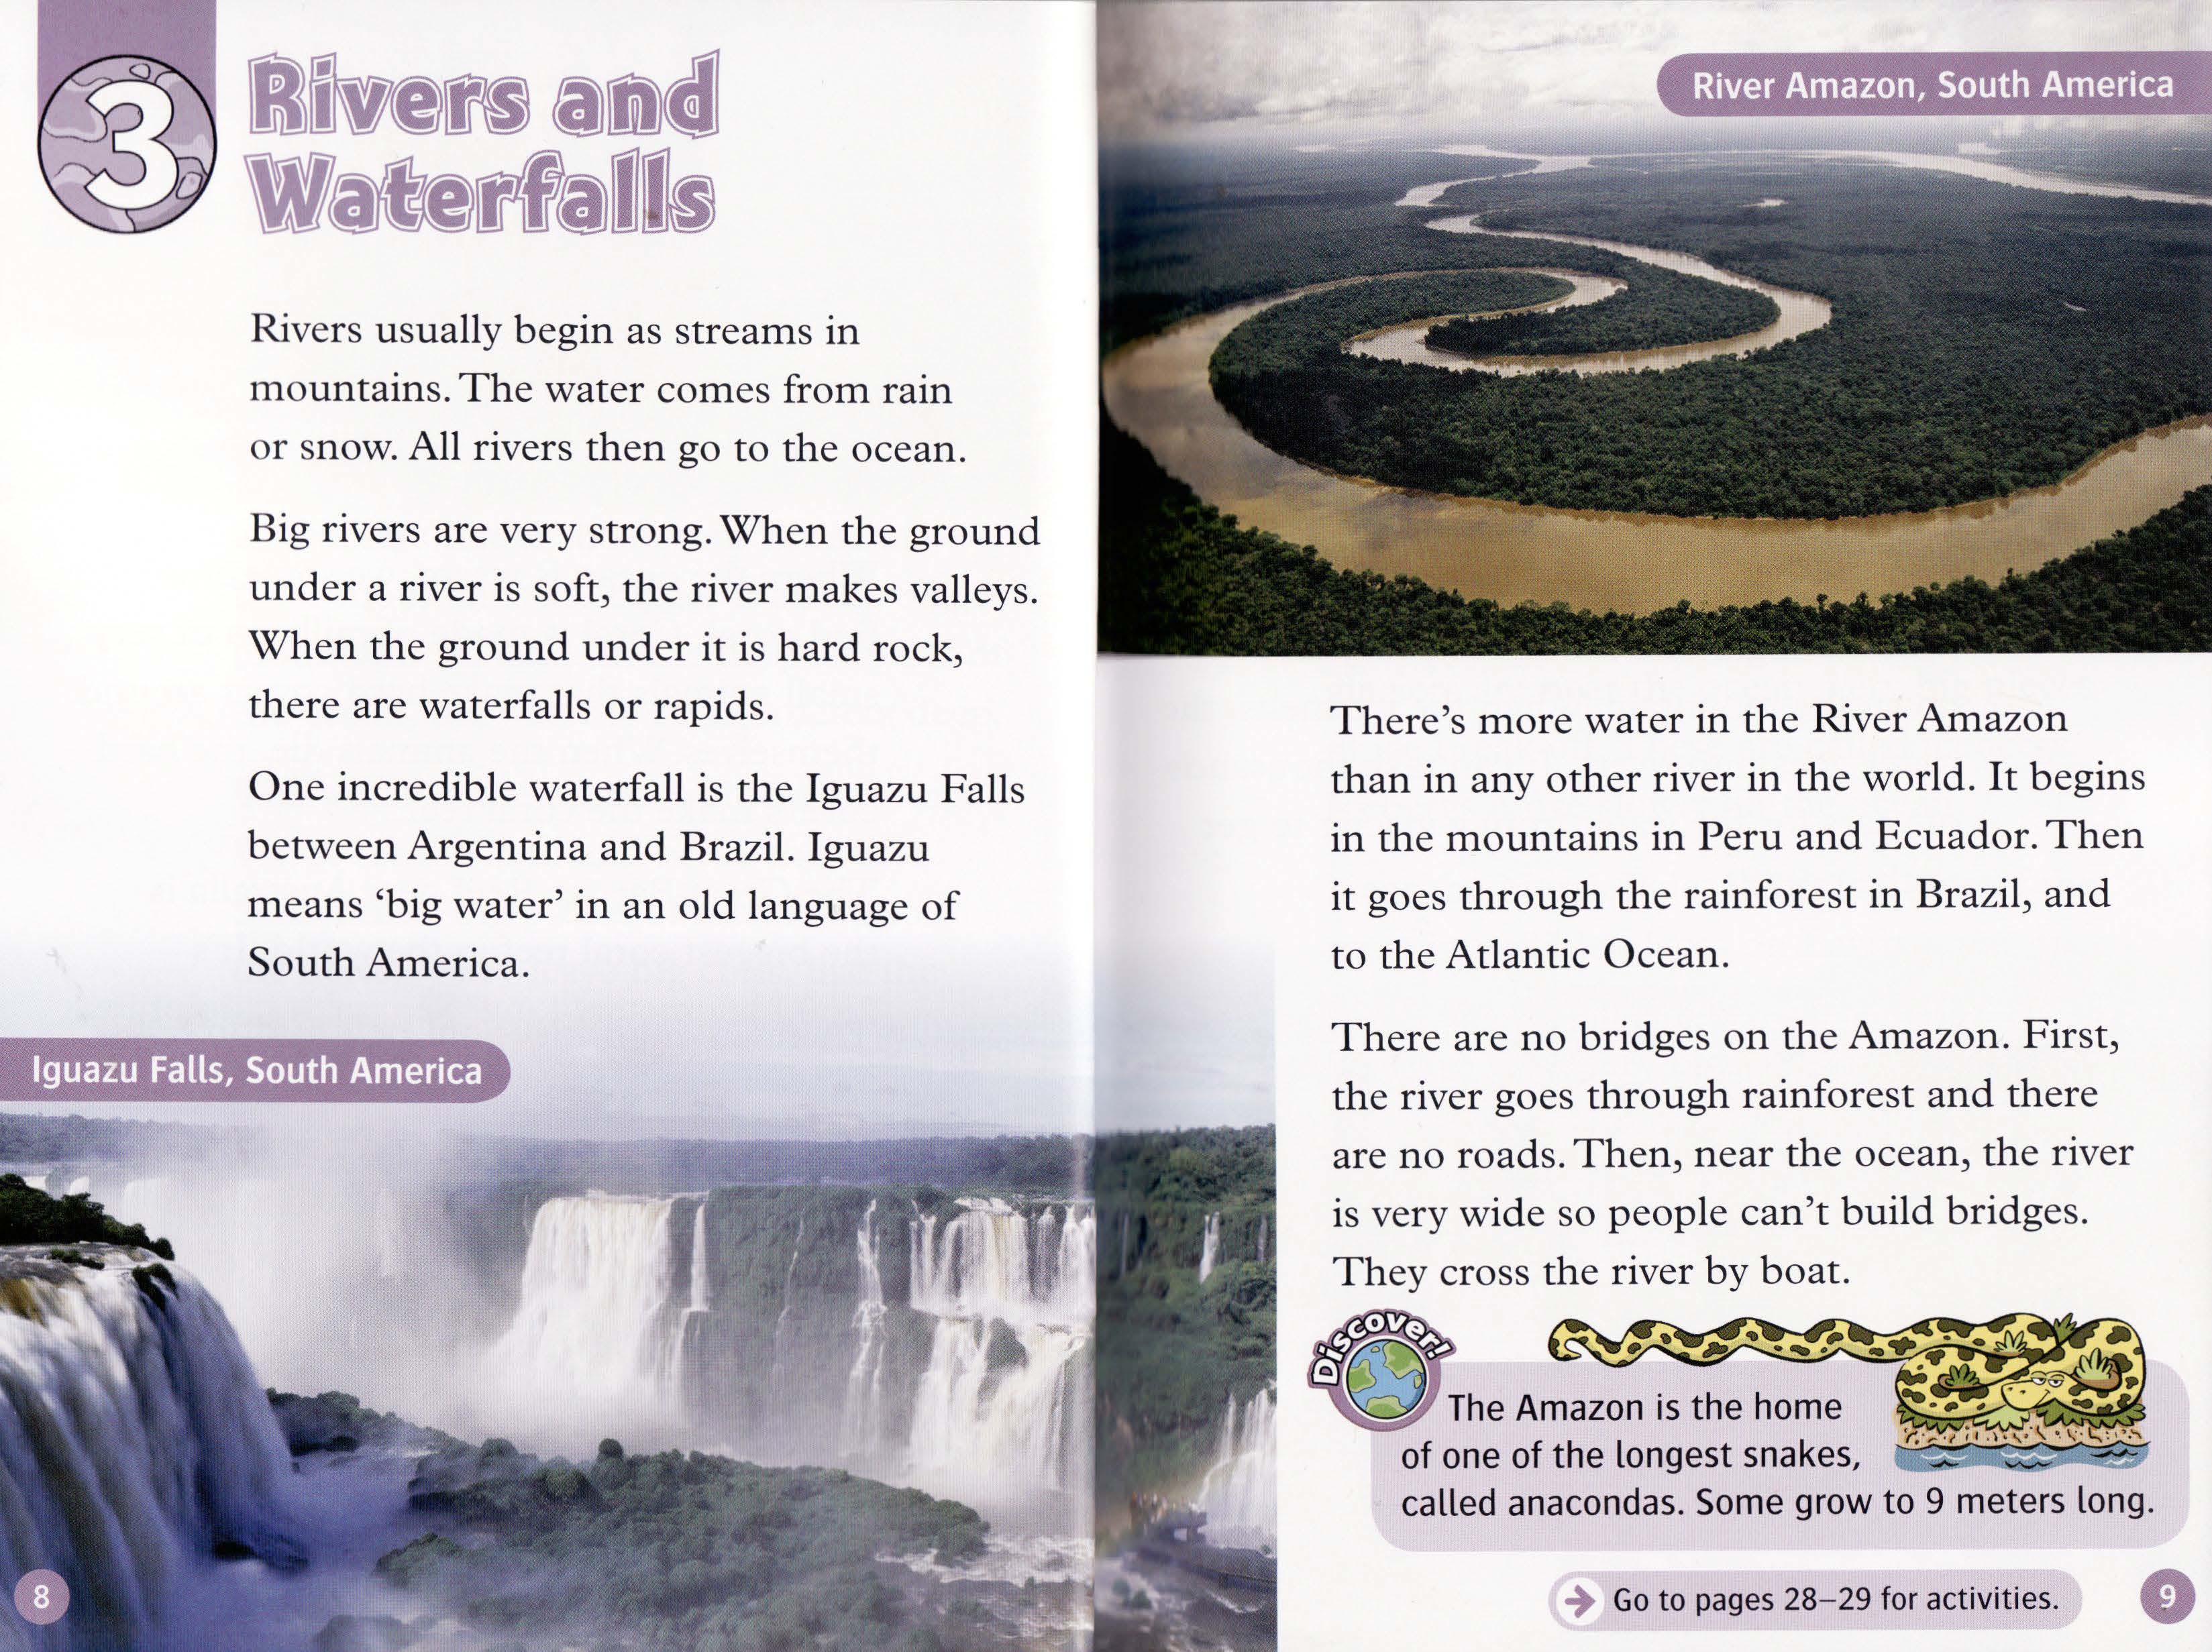 3
Rivers and
Waterfalls
Rivers usually begin as streams in
mountains. The water comes from rain
or snow. All rivers then go to the ocean.
Big rivers are very strong. When the ground
under a river is soft, the river makes valleys.
When the ground under it is hard rock,
there are waterfalls or rapids.
One incredible waterfall is the Iguazu Falls
between Argentina and Brazil. Iguazu
means ‘big water’ in an old language of
South America.
Iguazu Falls, South America
8
River Amazon, South America
There’s more water in the River Amazon
than in any other river in the world. It begins
in the mountains in Peru and Ecuador. Then
it goes through the rainforest in Brazil, and
to the Atlantic Ocean.
There are no bridges on the Amazon. First,
the river goes through rainforest and there
are no roads. Then, near the ocean, the river
is very wide so people can’t build bridges.
They cross the river by boat.
Discover!
The Amazon is the home
of one of the longest snakes,
called anacondas. Some grow to 9 meters long.
Go to pages 28–29 for activities.
9